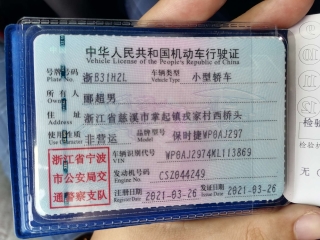 中华人民共和国机动车行驶证
Vehicle License of the People's Republic of China
号牌号码 浙B31N2L 车辆类型 小型轿车
Plate No. Vehicle Type
所有人 郦超男
Owner
住址 浙江省慈溪市掌起镇戎家村西桥头
Address
使用性质 非营运 品牌型号 保时捷WP0AJ297
Use Character Model
车辆识别代号 WP0AJ2974ML113869
VIN
发动机号码 CSZ044249
Engine No.
注册日期 2021-03-26 发证日期 2021-03-26
Register Date Issue Date
浙江省宁波
市公安局交
通警察支队
检验